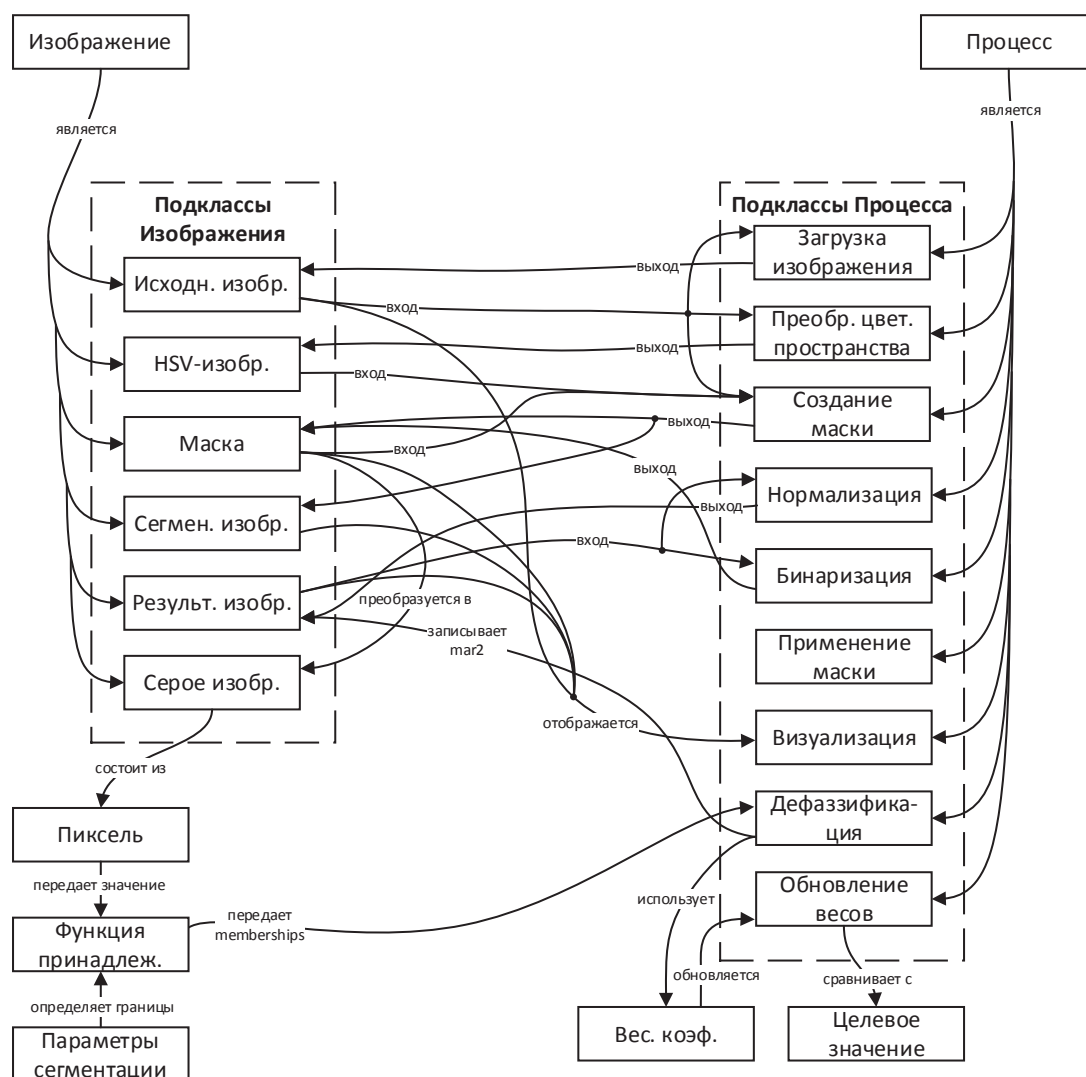 Изображение
Процесс
является
является
Подклассы
Изображения
Подклассы Процесса
Исходн. изобр.
HSV-изобр.
Маска
Сегмен. изобр.
Результ. изобр.
Серое изобр.
Загрузка
изображения
Преобр. цвет.
пространства
Создание
маски
Нормализация
Бинаризация
Применение
маски
Визуализация
Дефаззифика-
ция
Обновление
весов
выход
вход
выход
вход
выход
вход
выход
выход
вход
преобразуется в
записывает
mar2
отображается
состоит из
Пиксель
передает значение
Функция
принадлеж.
передает
memberships
определяет границы
Параметры
сегментации
использует
обновляется
сравнивает с
Вес. коэф.
Целевое
значение